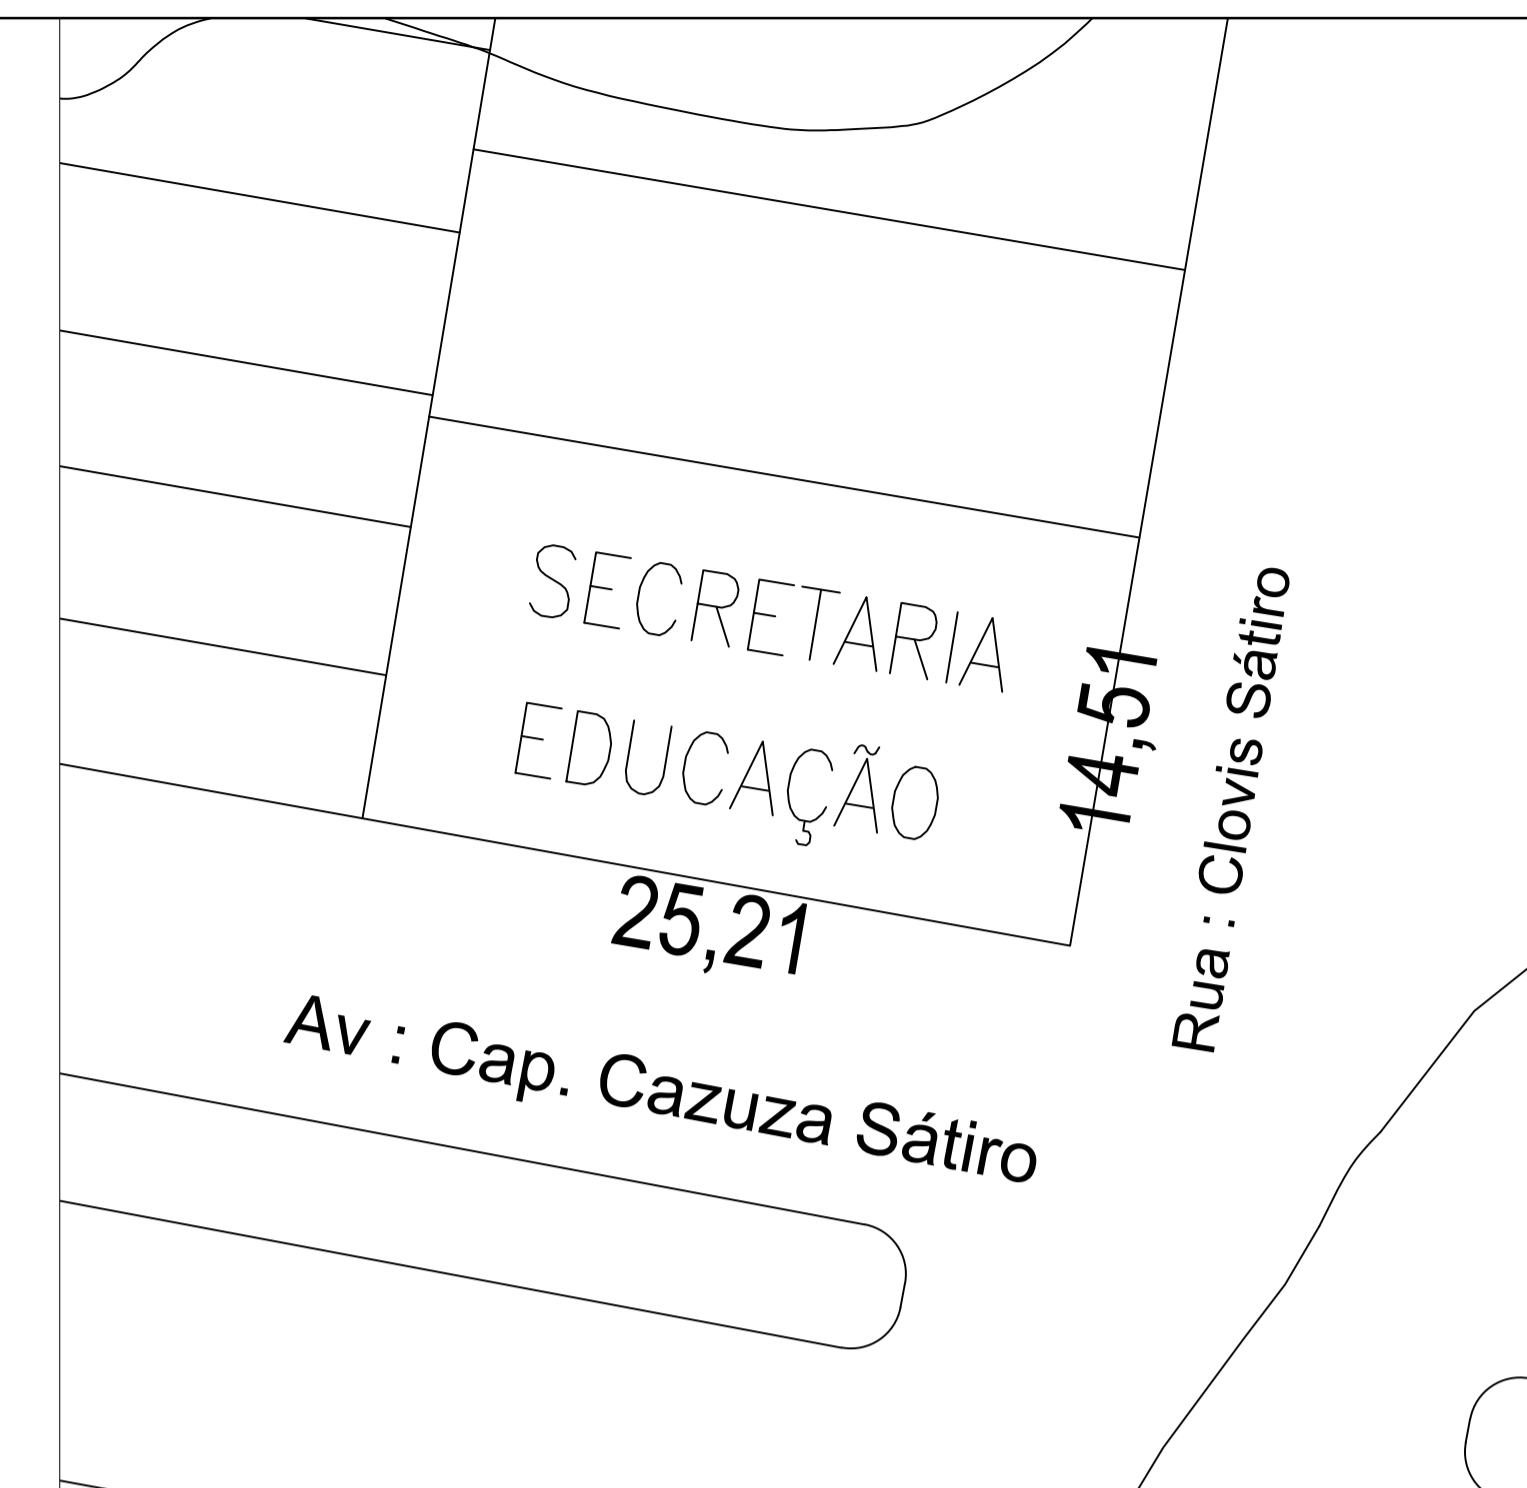 SECRETARIA
EDUCAÇÃO
14,51
Rua : Clovis Sátiro
25,21
Av : Cap. Cazuza Sátiro